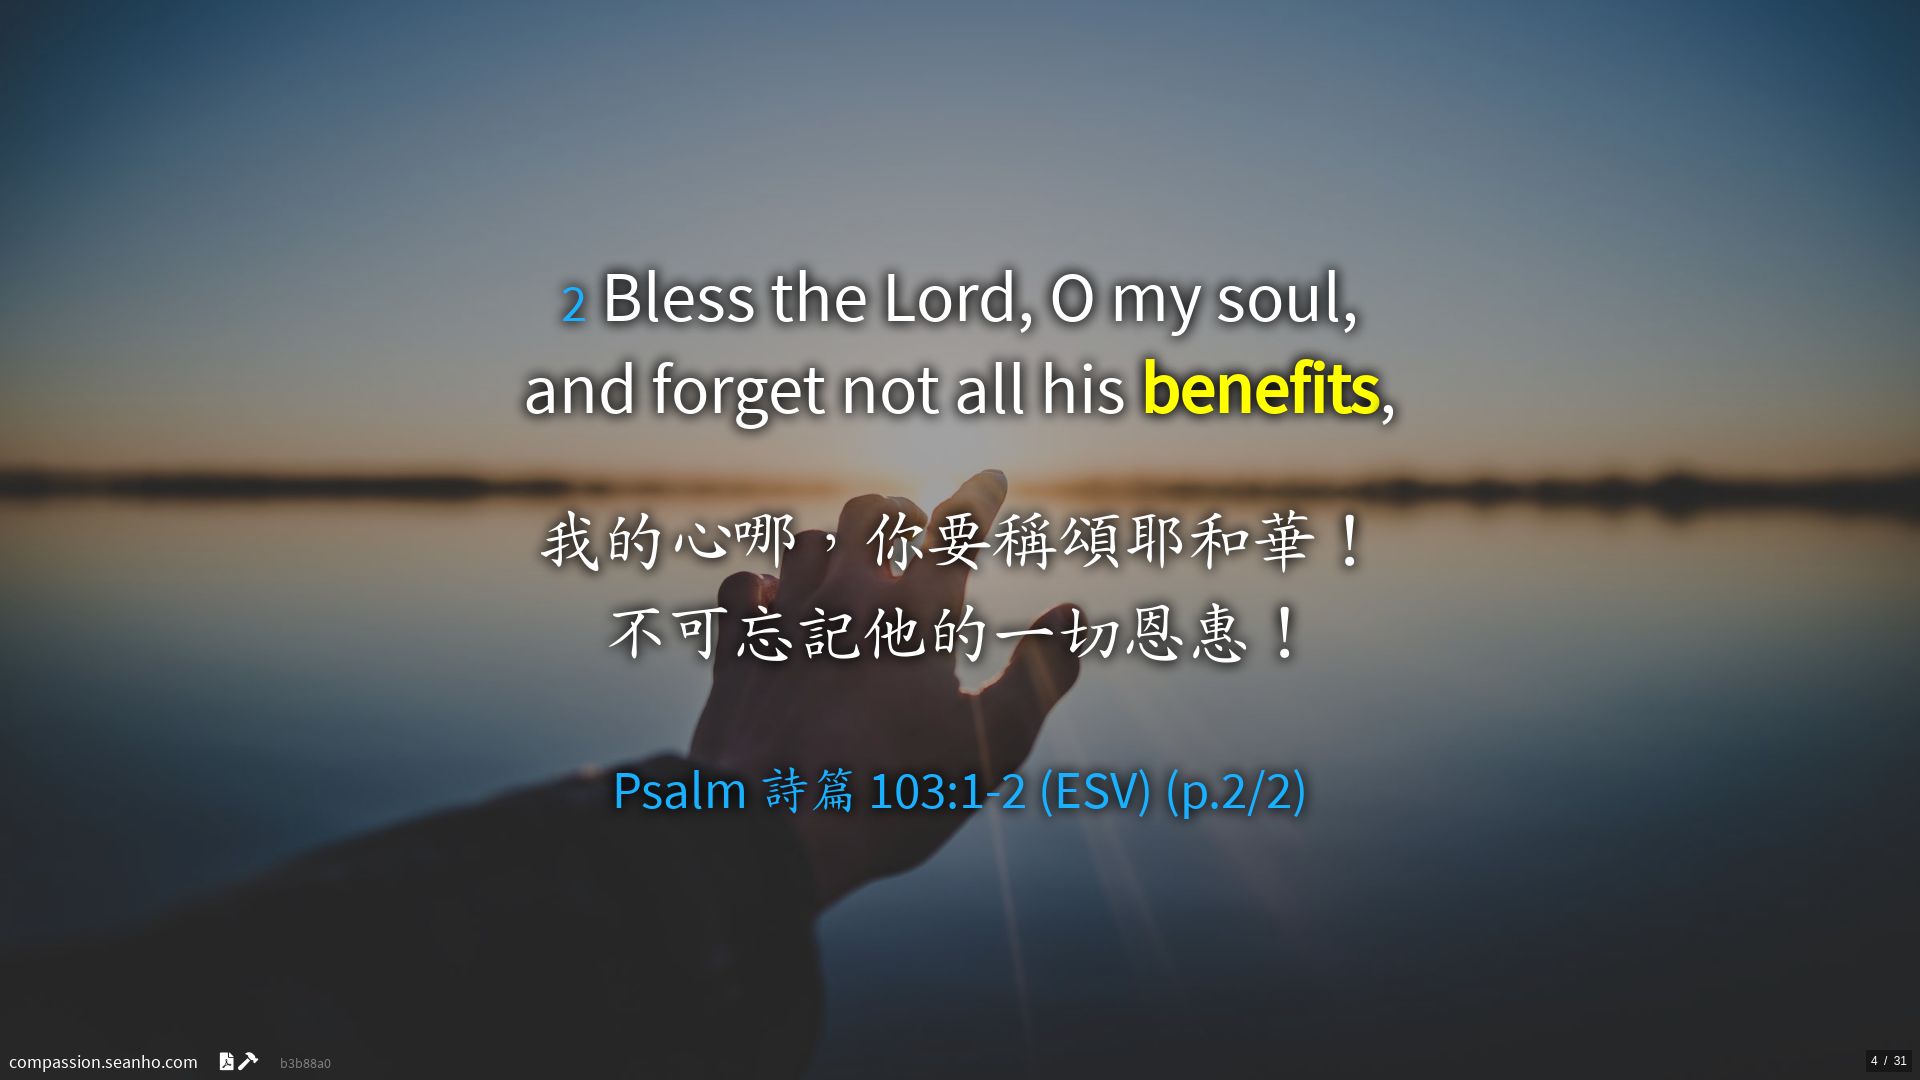 2 Bless the Lord, O my soul,
and forget not all his benefits,
我的心哪，你要稱頌耶和華！
不可忘記他的一切恩惠！
Psalm 詩篇 103:1-2 (ESV) (p.2/2)
compassion.seanho.com b3b88a0
4 / 31